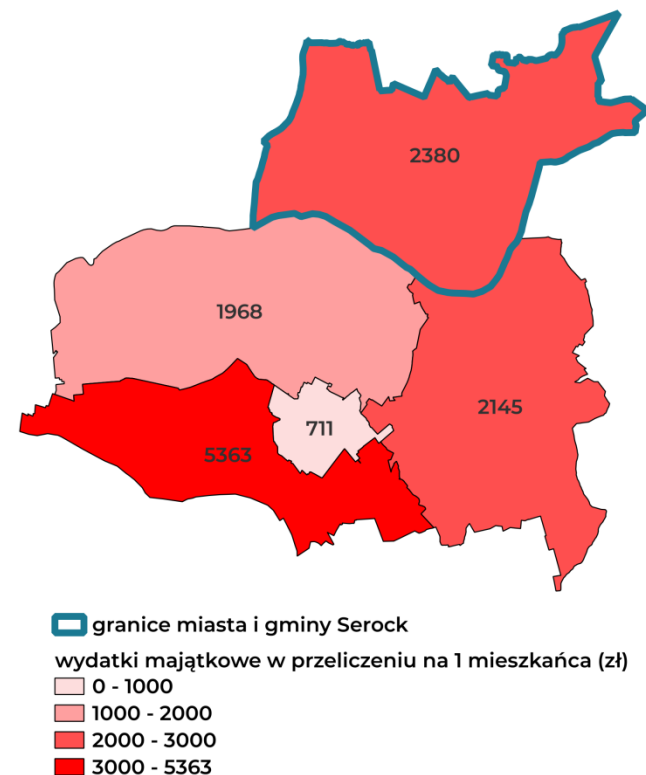 2380
1968
2145
711
5363
granice miasta i gminy Serock
wydatki majątkowe w przeliczeniu na 1 mieszkańca (zł)
0 - 1000
1000 - 2000
2000 - 3000
3000 - 5363